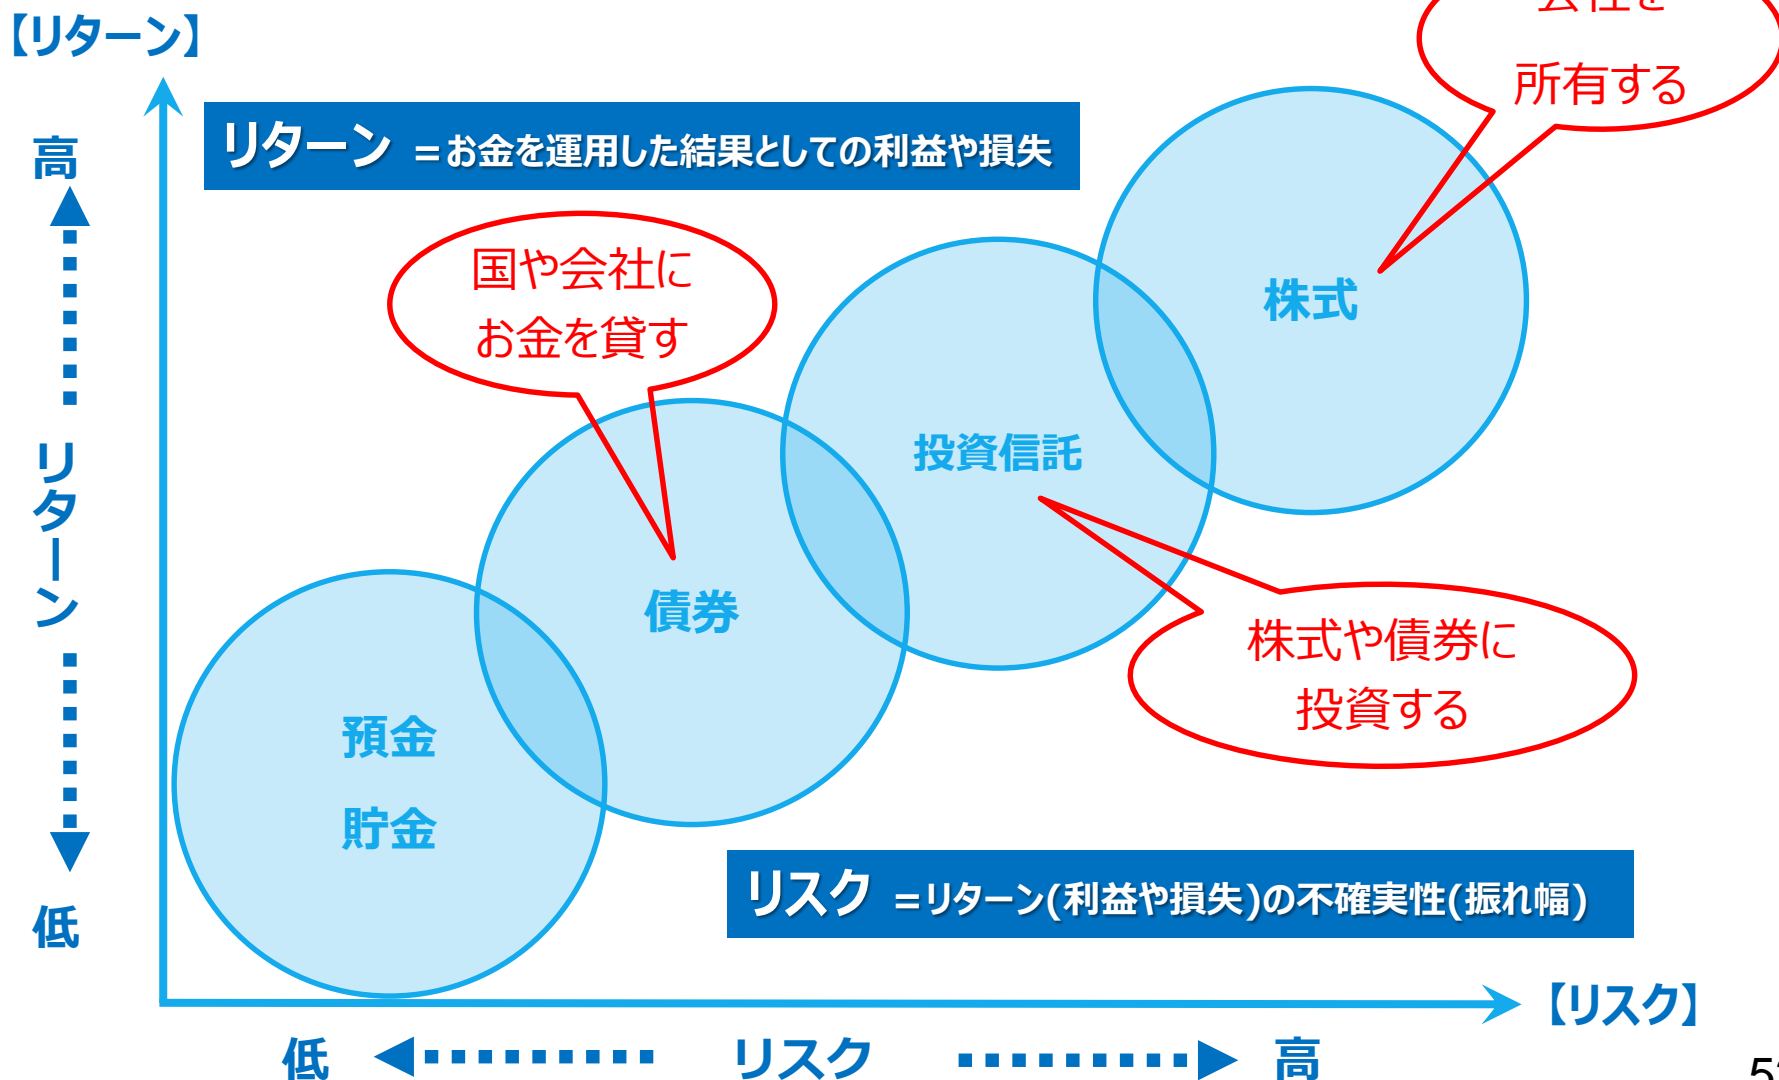 【リターン】
会社を
所有する
高
リターン =お金を運用した結果としての利益や損失
国や会社に
お金を貸す
株式
投資信託
リターン
債券
株式や債券に
投資する
預金
貯金
リスク =リターン(利益や損失)の不確実性(振れ幅)
低
【リスク】
低
リスク
高